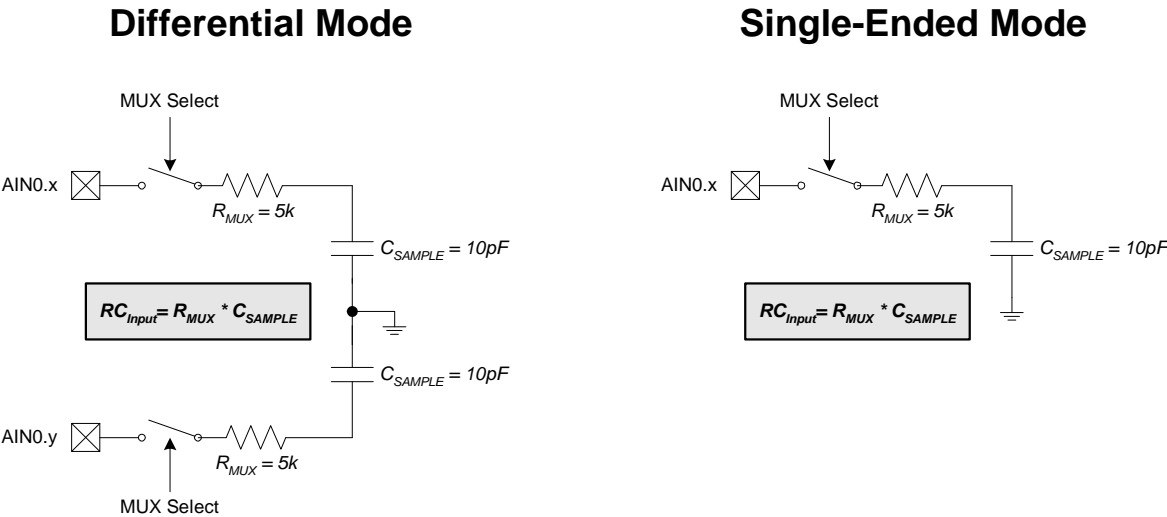 Differential Mode
MUX Select
AIN0.x
R_MUX = 5k
C_SAMPLE = 10pF
RC_Input= R_MUX * C_SAMPLE
C_SAMPLE = 10pF
AIN0.y
R_MUX = 5k
MUX Select
Single-Ended Mode
MUX Select
AIN0.x
R_MUX = 5k
C_SAMPLE = 10pF
RC_Input= R_MUX * C_SAMPLE